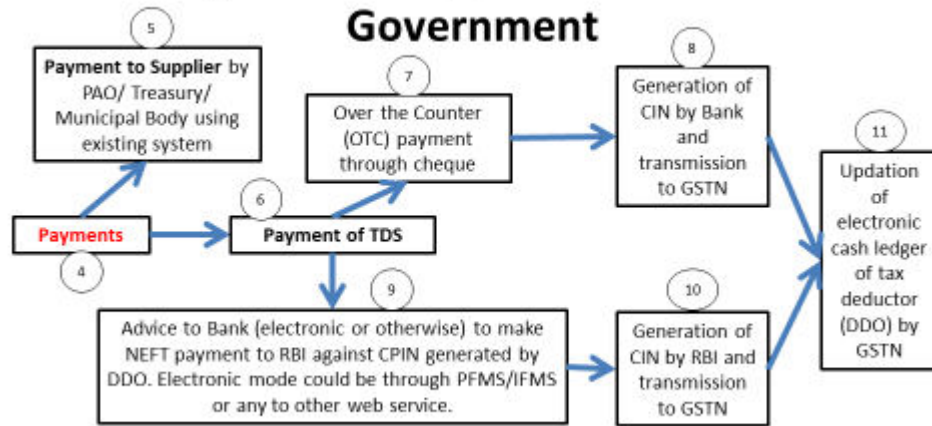 Government
5
Payment to Supplier by
PAO/ Treasury/
Municipal Body using
existing system
7
Over the Counter
(OTC) payment
through cheque
8
Generation of
CIN by Bank
and
transmission
to GSTN
11
Updation
of
electronic
cash ledger
of tax
deductor
(DDO) by
GSTN
Payments
4
6
Payment of TDS
9
Advice to Bank (electronic or otherwise) to make
NEFT payment to RBI against CPIN generated by
DDO. Electronic mode could be through PFMS/IFMS
or any to other web service.
10
Generation of
CIN by RBI and
transmission
to GSTN